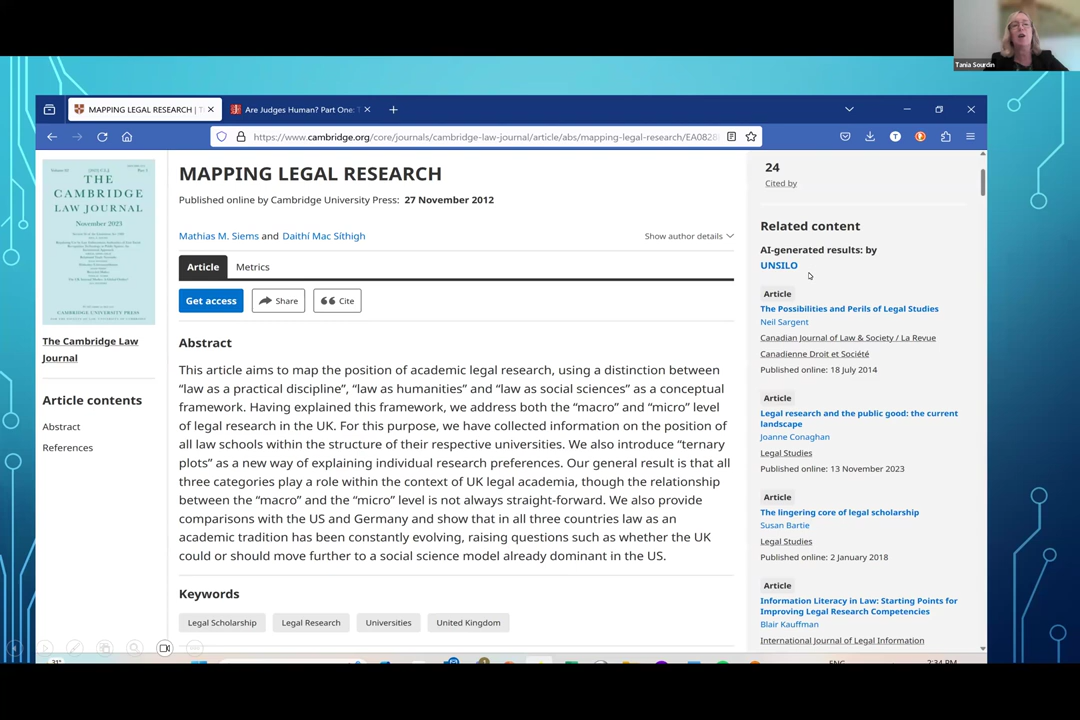 Tania Sourdin
MAPPING LEGAL RESEARCH | T
Are Judges Human? Part One: T
https://www.cambridge.org/core/journals/cambridge-law-journal/article/abs/mapping-legal-research/EA0828
THE
CAMBRIDGE
LAW JOURNAL
November 2023
CAMBRIDGE UNIVERSITY PRESS
The Cambridge Law
Journal
Article contents
Abstract
References
MAPPING LEGAL RESEARCH
Published online by Cambridge University Press: 27 November 2012
Mathias M. Siems and Daithí Mac Síthigh
Show author details
Article Metrics
Get access Share Cite
Abstract
This article aims to map the position of academic legal research, using a distinction between
“law as a practical discipline”, “law as humanities” and “law as social sciences” as a conceptual
framework. Having explained this framework, we address both the “macro” and “micro” level
of legal research in the UK. For this purpose, we have collected information on the position of
all law schools within the structure of their respective universities. We also introduce “ternary
plots” as a new way of explaining individual research preferences. Our general result is that all
three categories play a role within the context of UK legal academia, though the relationship
between the “macro” and the “micro” level is not always straight-forward. We also provide
comparisons with the US and Germany and show that in all three countries law as an
academic tradition has been constantly evolving, raising questions such as whether the UK
could or should move further to a social science model already dominant in the US.
Keywords
Legal Scholarship Legal Research Universities United Kingdom
24
Cited by
Related content
AI-generated results: by
UNSILO
Article
The Possibilities and Perils of Legal Studies
Neil Sargent
Canadian Journal of Law & Society / La Revue
Canadienne Droit et Société
Published online: 18 July 2014
Article
Legal research and the public good: the current
landscape
Joanne Conaghan
Legal Studies
Published online: 13 November 2023
Article
The lingering core of legal scholarship
Susan Bartie
Legal Studies
Published online: 2 January 2018
Article
Information Literacy in Law: Starting Points for
Improving Legal Research Competencies
Blair Kauffman
International Journal of Legal Information
31°
ENG
2:34 PM